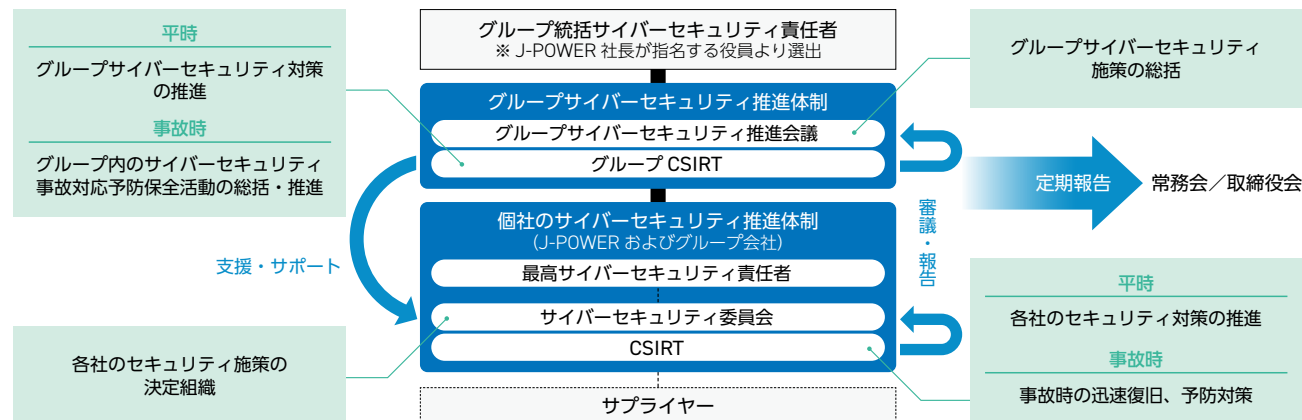 平時
グループサイバーセキュリティ対策
の推進
事故時
グループ内のサイバーセキュリティ
事故対応予防保全活動の総括・推進
グループ統括サイバーセキュリティ責任者
※ J-POWER 社長が指名する役員より選出
グループサイバーセキュリティ
施策の総括
グループサイバーセキュリティ推進体制
グループサイバーセキュリティ推進会議
グループ CSIRT
定期報告
常務会／取締役会
審議・報告
支援・サポート
個社のサイバーセキュリティ推進体制
(J-POWER およびグループ会社)
最高サイバーセキュリティ責任者
サイバーセキュリティ委員会
CSIRT
各社のセキュリティ施策の
決定組織
平時
各社のセキュリティ対策の推進
事故時
事故時の迅速復旧、予防対策
サプライヤー